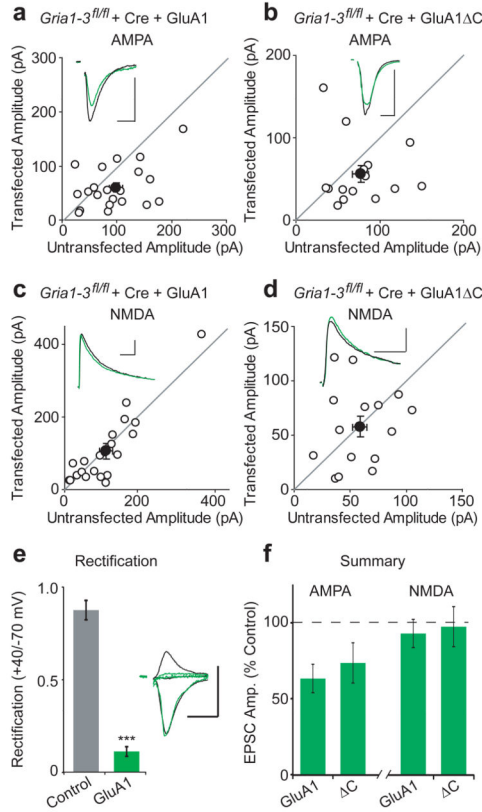 a
Gria1-3fl/fl + Cre + GluA1
AMPA
Transfected Amplitude (pA)
300
200
100
0
0
100
200
300
Untransfected Amplitude (pA)
b
Gria1-3fl/fl + Cre + GluA1ΔC
AMPA
Transfected Amplitude (pA)
200
100
0
0
100
200
Untransfected Amplitude (pA)
c
Gria1-3fl/fl + Cre + GluA1
NMDA
Transfected Amplitude (pA)
400
200
0
0
200
400
Untransfected Amplitude (pA)
d
Gria1-3fl/fl + Cre + GluA1ΔC
NMDA
Transfected Amplitude (pA)
150
100
50
0
0
50
100
150
Untransfected Amplitude (pA)
e
Rectification
Rectification (+40/-70 mV)
1.0
0.5
0
***
Control
GluA1
f
Summary
AMPA
NMDA
EPSC Amp. (% Control)
100
50
0
GluA1
ΔC
GluA1
ΔC